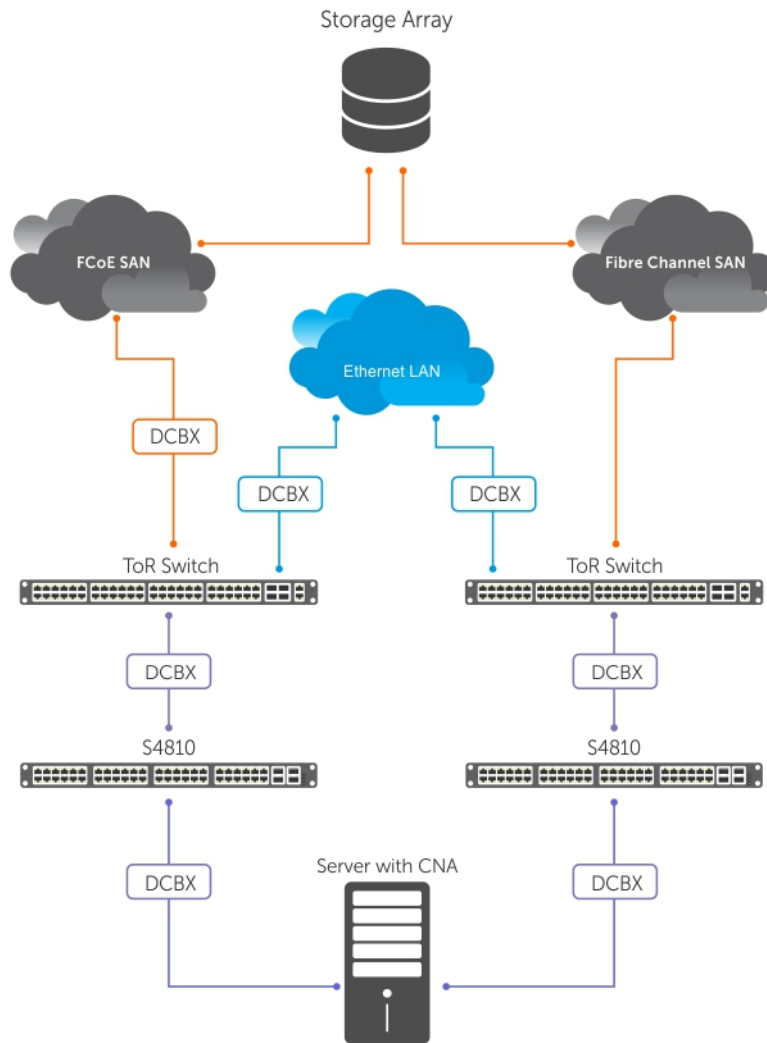 Storage Array
FCoE SAN
Fibre Channel SAN
Ethernet LAN
DCBX
DCBX
DCBX
ToR Switch
ToR Switch
DCBX
DCBX
S4810
S4810
Server with CNA
DCBX
DCBX